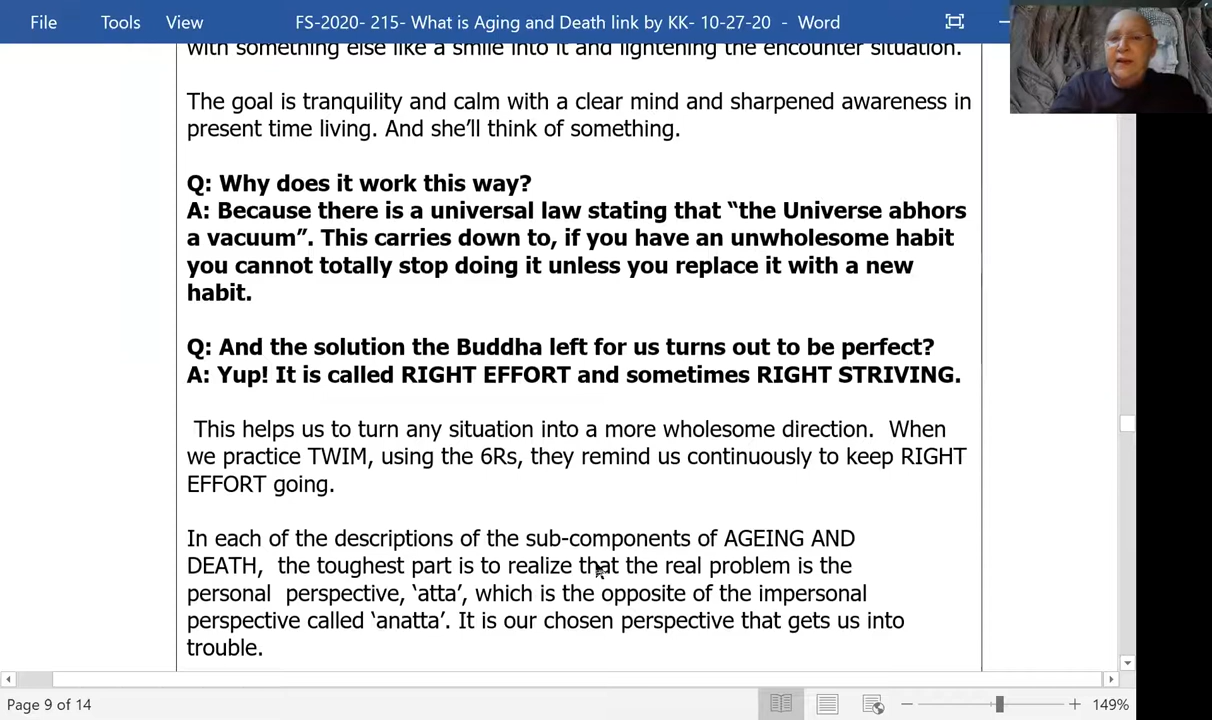 File Tools View FS-2020- 215- What is Aging and Death link by KK- 10-27-20 - Word
with something else like a smile into it and lightening the encounter situation.
The goal is tranquility and calm with a clear mind and sharpened awareness in
present time living. And she'll think of something.
Q: Why does it work this way?
A: Because there is a universal law stating that “the Universe abhors
a vacuum”. This carries down to, if you have an unwholesome habit
you cannot totally stop doing it unless you replace it with a new
habit.
Q: And the solution the Buddha left for us turns out to be perfect?
A: Yup! It is called RIGHT EFFORT and sometimes RIGHT STRIVING.
This helps us to turn any situation into a more wholesome direction. When
we practice TWIM, using the 6Rs, they remind us continuously to keep RIGHT
EFFORT going.
In each of the descriptions of the sub-components of AGEING AND
DEATH, the toughest part is to realize that the real problem is the
personal perspective, ‘atta’, which is the opposite of the impersonal
perspective called ‘anatta’. It is our chosen perspective that gets us into
trouble.
Page 9 of 14 149%